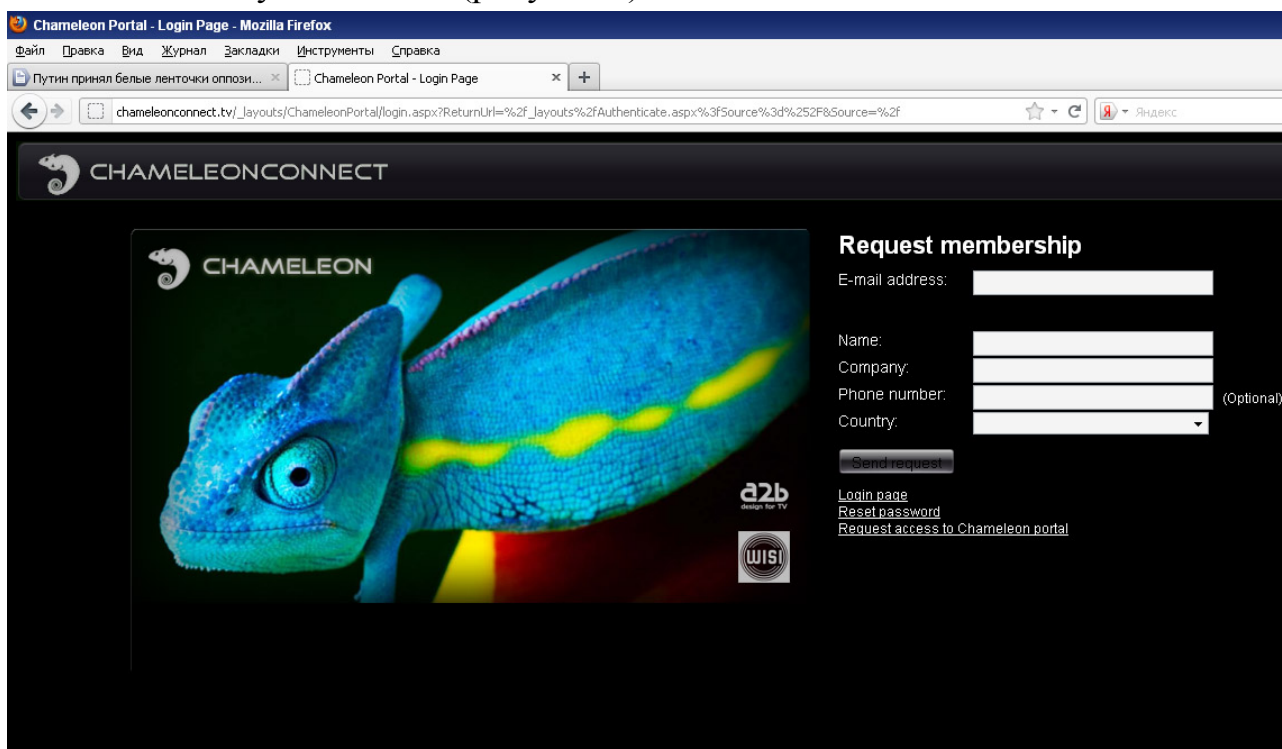 Chameleon Portal - Login Page - Mozilla Firefox
Файл Правка Вид Журнал Закладки Инструменты Справка
Путин принял белые ленточки оппози... × Chameleon Portal - Login Page × +
chameleonconnect.tv/_layouts/ChameleonPortal/login.aspx?ReturnUrl=%2f_layouts%2fAuthenticate.aspx%3fSource%3d%252F&Source=%2f Я Яндекс
CHAMELEONCONNECT
CHAMELEON
a2b
design for TV
WISI
Request membership
E-mail address:
Name:
Company:
Phone number: (Optional)
Country:
Send request
Login page
Reset password
Request access to Chameleon portal